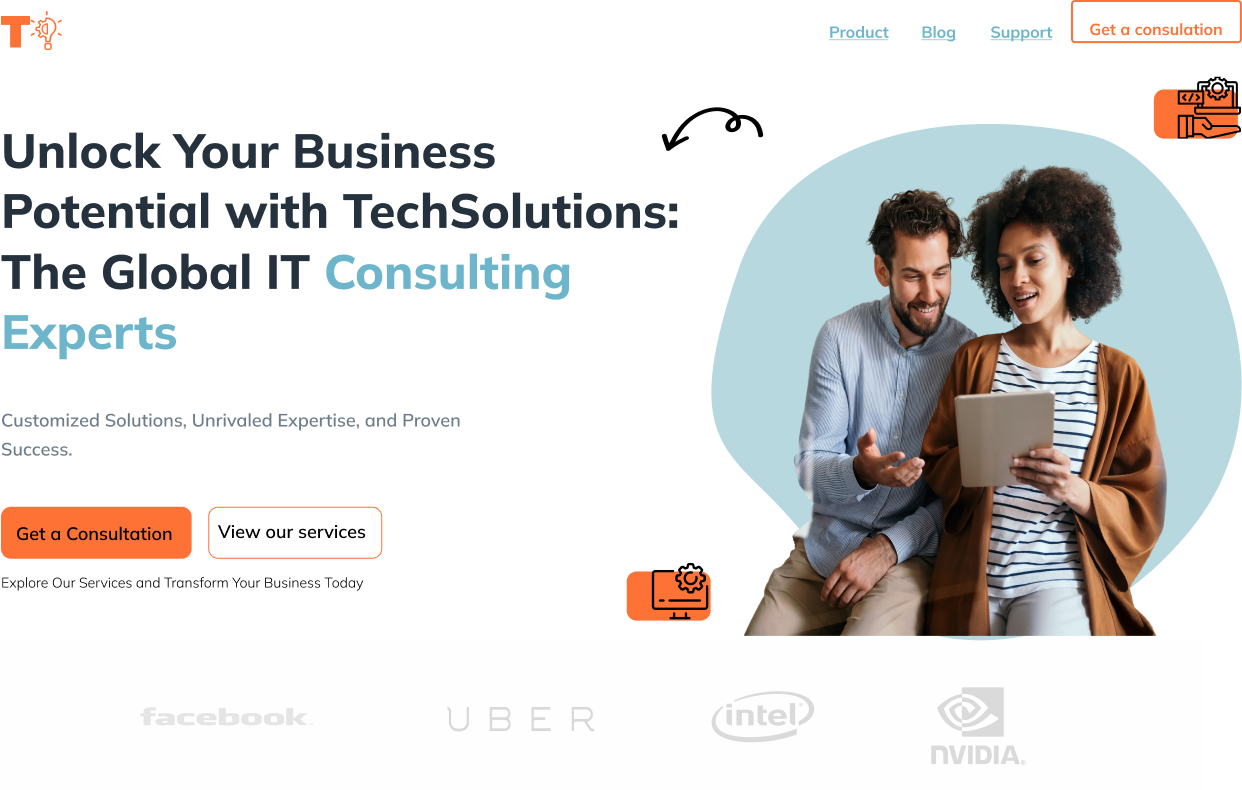 T
Product Blog Support Get a consulation
Unlock Your Business
Potential with TechSolutions:
The Global IT Consulting
Experts
Customized Solutions, Unrivaled Expertise, and Proven
Success.
Get a Consultation View our services
Explore Our Services and Transform Your Business Today
facebook. UBER intel® NVIDIA®